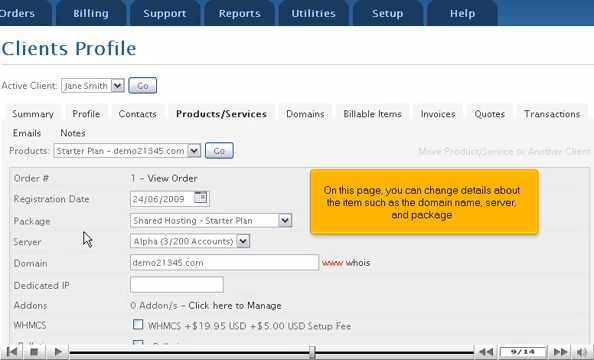 Orders Billing Support Reports Utilities Setup Help
Clients Profile
Active Client: Jane Smith Go
Summary Profile Contacts Products/Services Domains Billable Items Invoices Quotes Transactions
Emails Notes
Products: Starter Plan - demo21345.com Go Move Product/Service to Another Client
Order # 1 - View Order
Registration Date 24/06/2009
Package Shared Hosting - Starter Plan
Server Alpha (3/200 Accounts)
Domain demo21345.com www whois
Dedicated IP
Addons 0 Addon/s - Click here to Manage
WHMCS WHMCS +$19.95 USD +$5.00 USD Setup Fee
On this page, you can change details about
the item such as the domain name, server,
and package
9/14